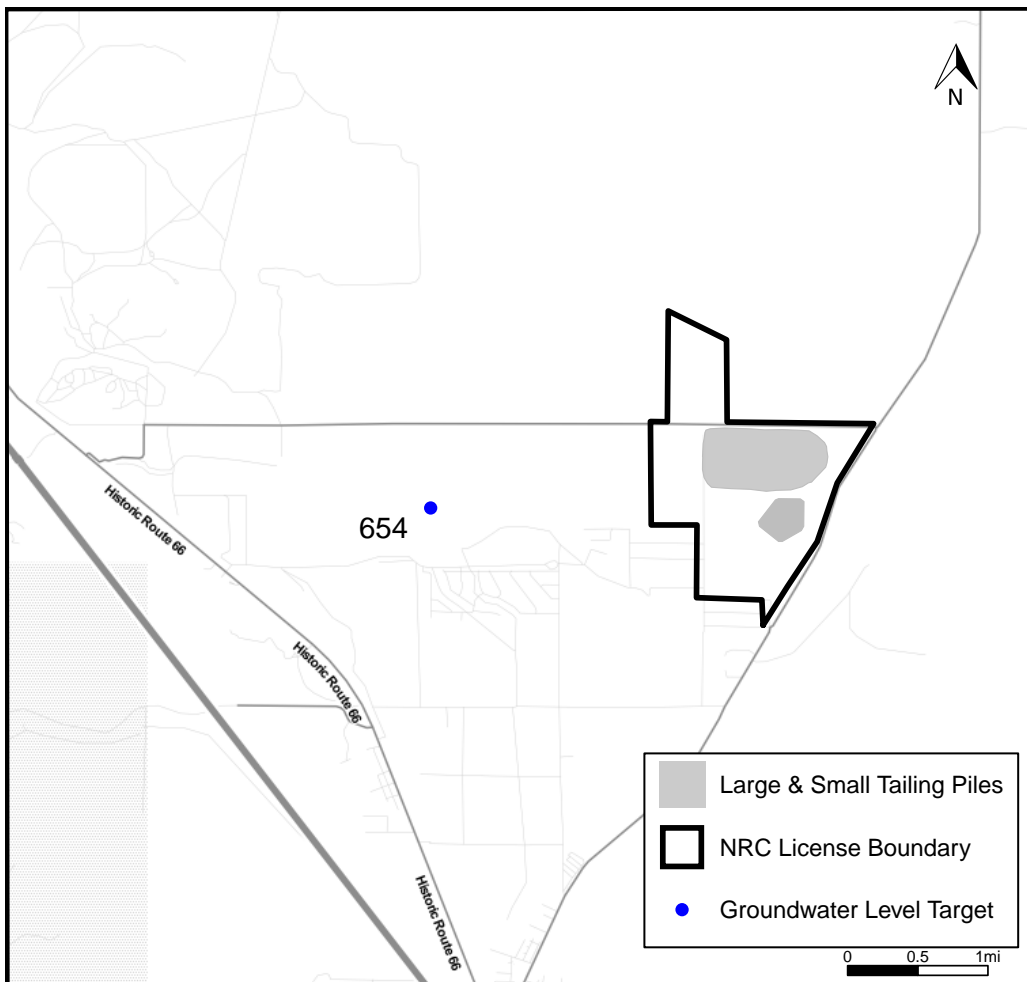 N
Historic Route 66
654
Historic Route 66
Large & Small Tailing Piles
NRC License Boundary
Historic Route 66
Groundwater Level Target
0 0.5 1mi